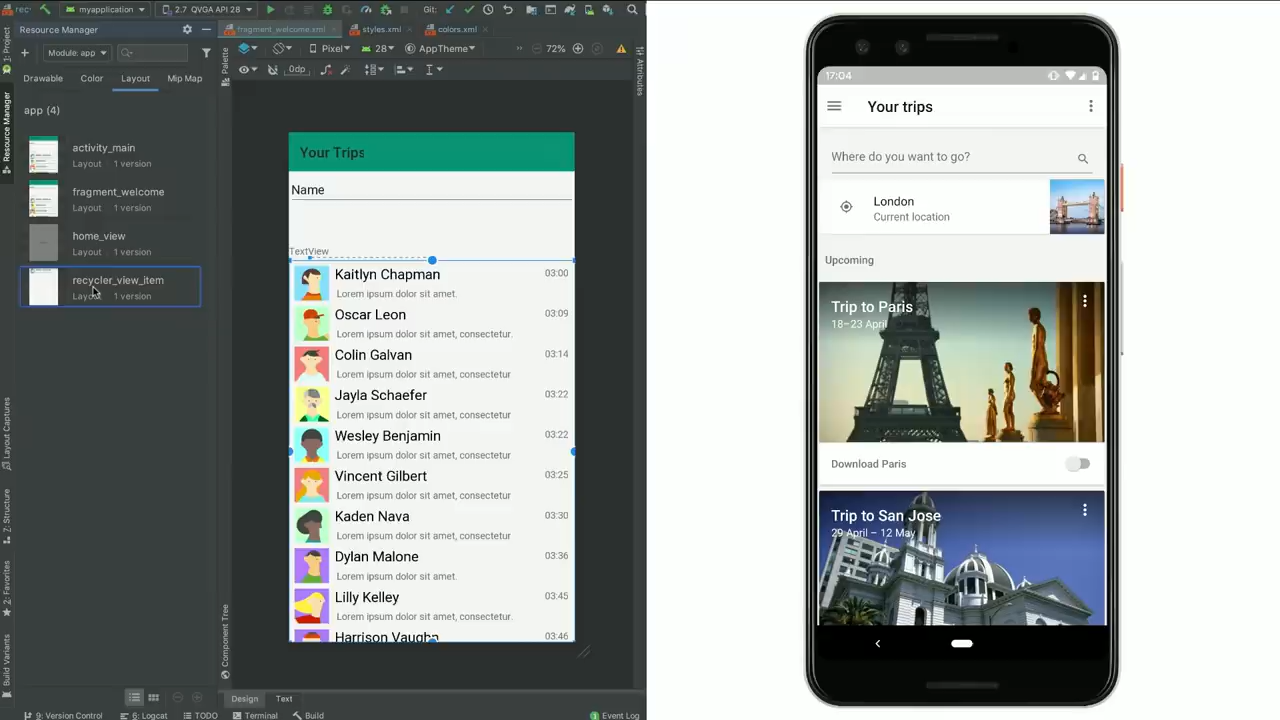 myapplication
2.7 QVGA API 28
Git:
Resource Manager
fragment_welcome.xml
styles.xml
colors.xml
1: Project
Resource Manager
Layout Captures
Z: Structure
2: Favorites
Build Variants
Module: app
Drawable
Color
Layout
Mip Map
app (4)
activity_main
Layout
1 version
fragment_welcome
Layout
1 version
home_view
Layout
1 version
recycler_view_item
Layout
1 version
Palette
Component Tree
Pixel
28
AppTheme
72%
Attributes
0dp
Your Trips
Name
TextView
Kaitlyn Chapman
03:00
Lorem ipsum dolor sit amet.
Oscar Leon
03:09
Lorem ipsum dolor sit amet, consectetur.
Colin Galvan
03:14
Lorem ipsum dolor sit amet, consectetur
Jayla Schaefer
03:22
Lorem ipsum dolor sit amet, consectetur
Wesley Benjamin
03:22
Lorem ipsum dolor sit amet, consectetur
Vincent Gilbert
03:25
Lorem ipsum dolor sit amet, consectetur
Kaden Nava
03:30
Lorem ipsum dolor sit amet, consectetur
Dylan Malone
03:36
Lorem ipsum dolor sit amet.
Lilly Kelley
03:45
Lorem ipsum dolor sit amet, consectetur
Harrison Vaughn
03:46
Design
Text
9: Version Control
6: Logcat
TODO
Terminal
Build
1 Event Log
17:04
Your trips
Where do you want to go?
London
Current location
Upcoming
Trip to Paris
18–23 April
Download Paris
Trip to San Jose
29 April – 12 May